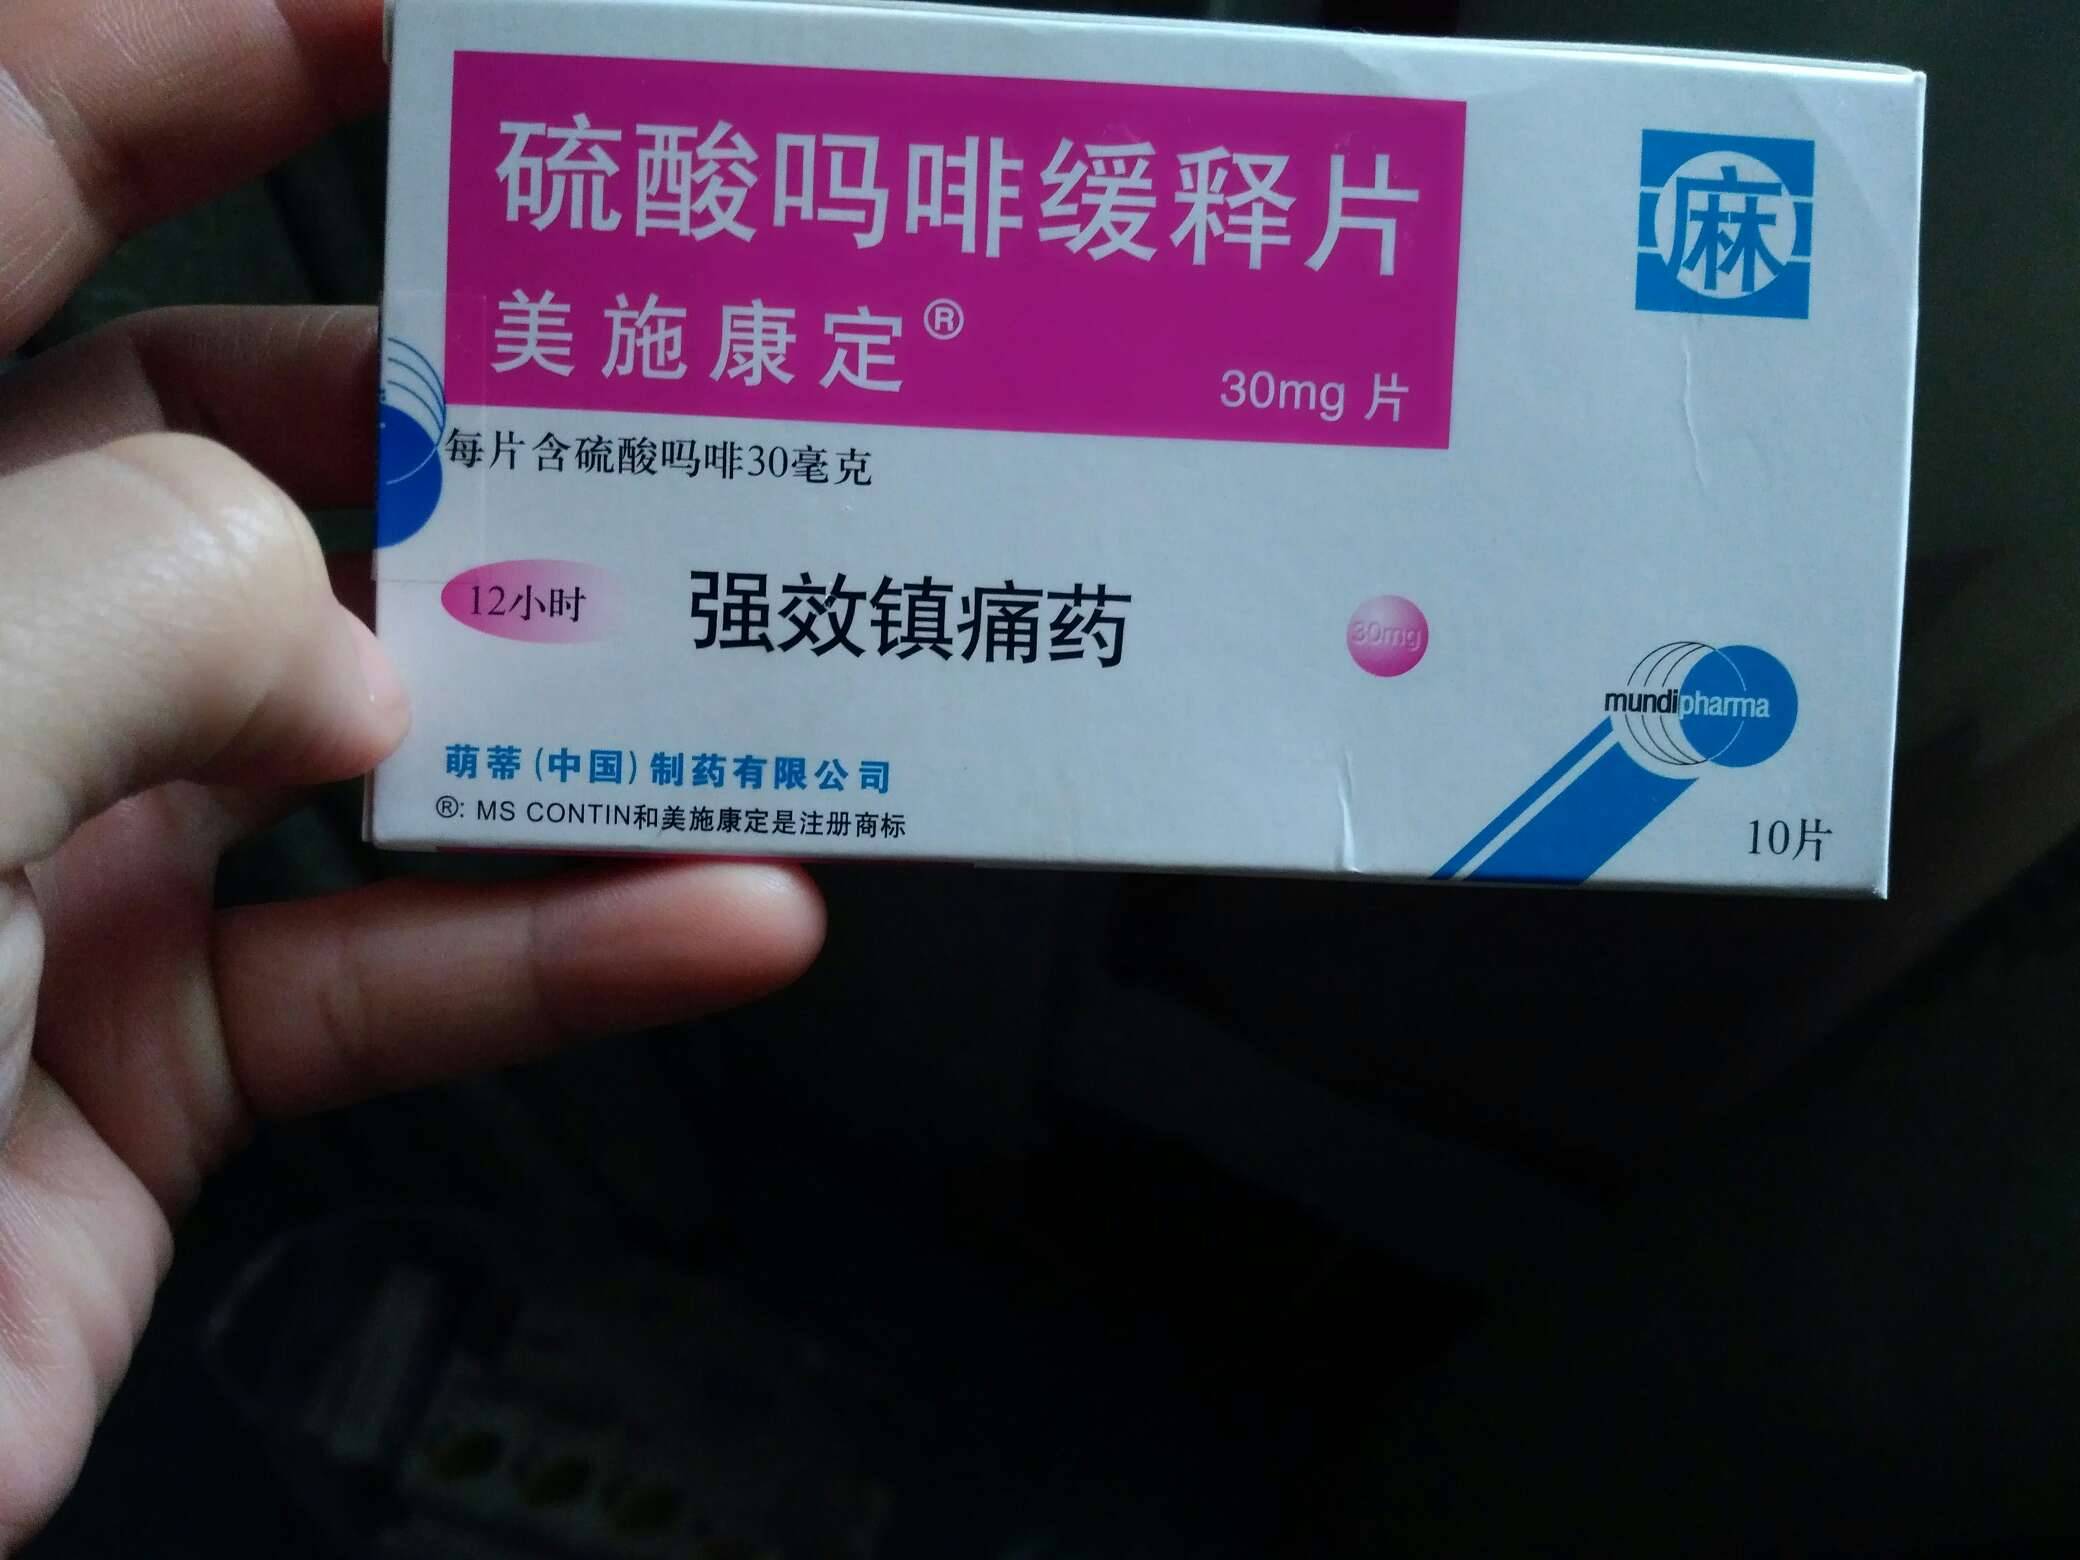 硫酸吗啡缓释片
麻
美施康定®
30mg 片
每片含硫酸吗啡30毫克
12小时
强效镇痛药
30mg
mundipharma
萌蒂(中国)制药有限公司
®: MS CONTIN和美施康定是注册商标
10片